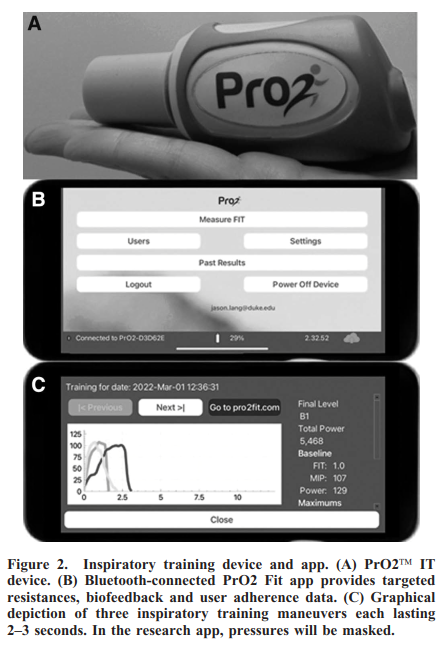 A
Pro2
B
Pro2
Measure FIT
Users
Settings
Past Results
Logout
Power Off Device
jason.lang@duke.edu
Connected to PrO2-D3D62E
29%
2.32.52
C
Training for date: 2022-Mar-01 12:36:31
|< Previous
Next >|
Go to pro2fit.com
125
100
75
50
25
0
0
2.5
5
7.5
10
Final Level
B1
Total Power
5,468
Baseline
FIT: 1.0
MIP: 107
Power: 129
Maximums
Close
Figure 2. Inspiratory training device and app. (A) PrO2™ IT
device. (B) Bluetooth-connected PrO2 Fit app provides targeted
resistances, biofeedback and user adherence data. (C) Graphical
depiction of three inspiratory training maneuvers each lasting
2–3 seconds. In the research app, pressures will be masked.